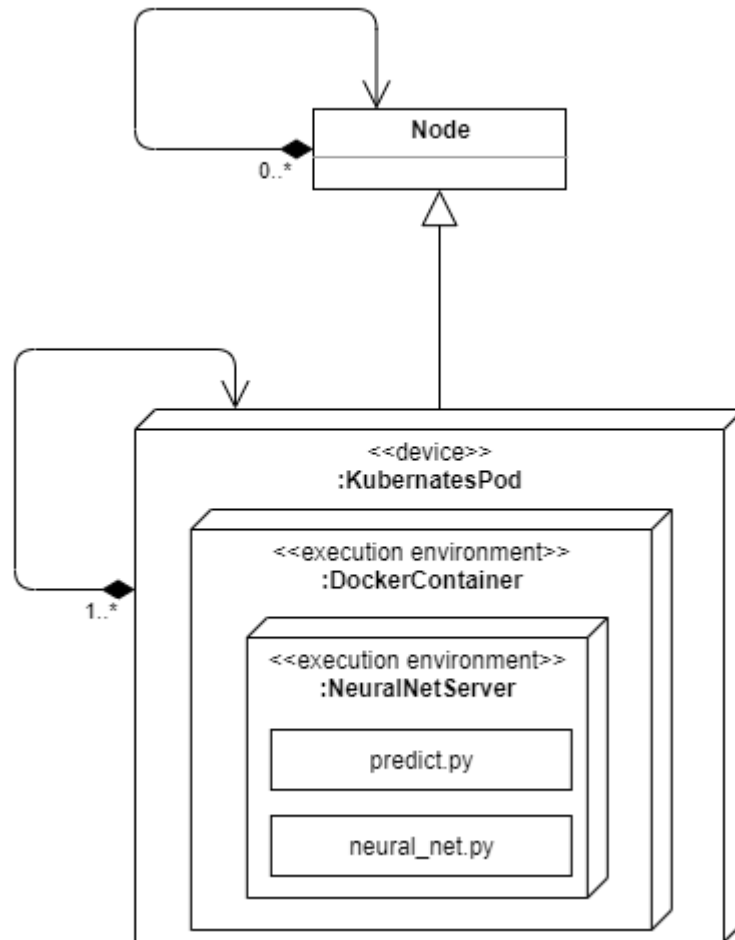 Node
0..*
<<device>>
:KubernatesPod
<<execution environment>>
:DockerContainer
1..*
<<execution environment>>
:NeuralNetServer
predict.py
neural_net.py